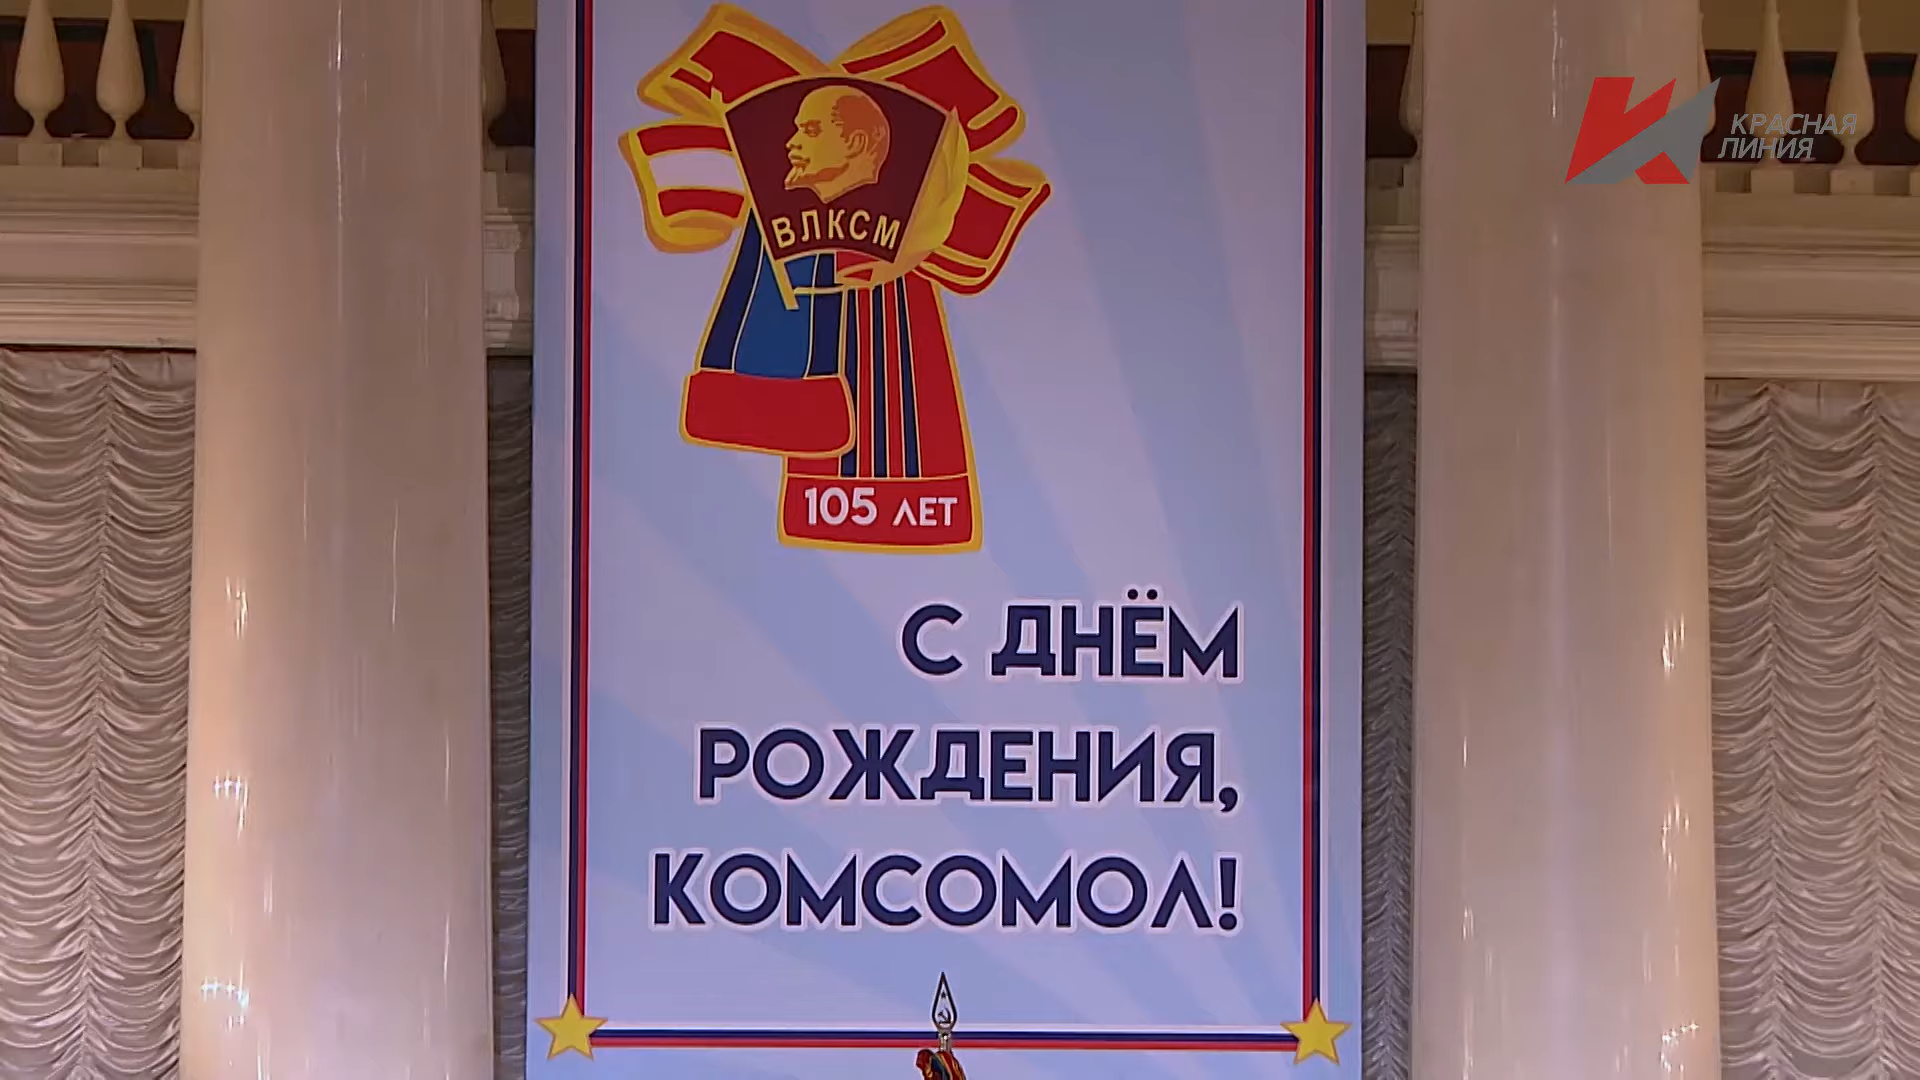 КРАСНАЯ
ЛИНИЯ
ВЛКСМ
105 ЛЕТ
С ДНЁМ
РОЖДЕНИЯ,
КОМСОМОЛ!